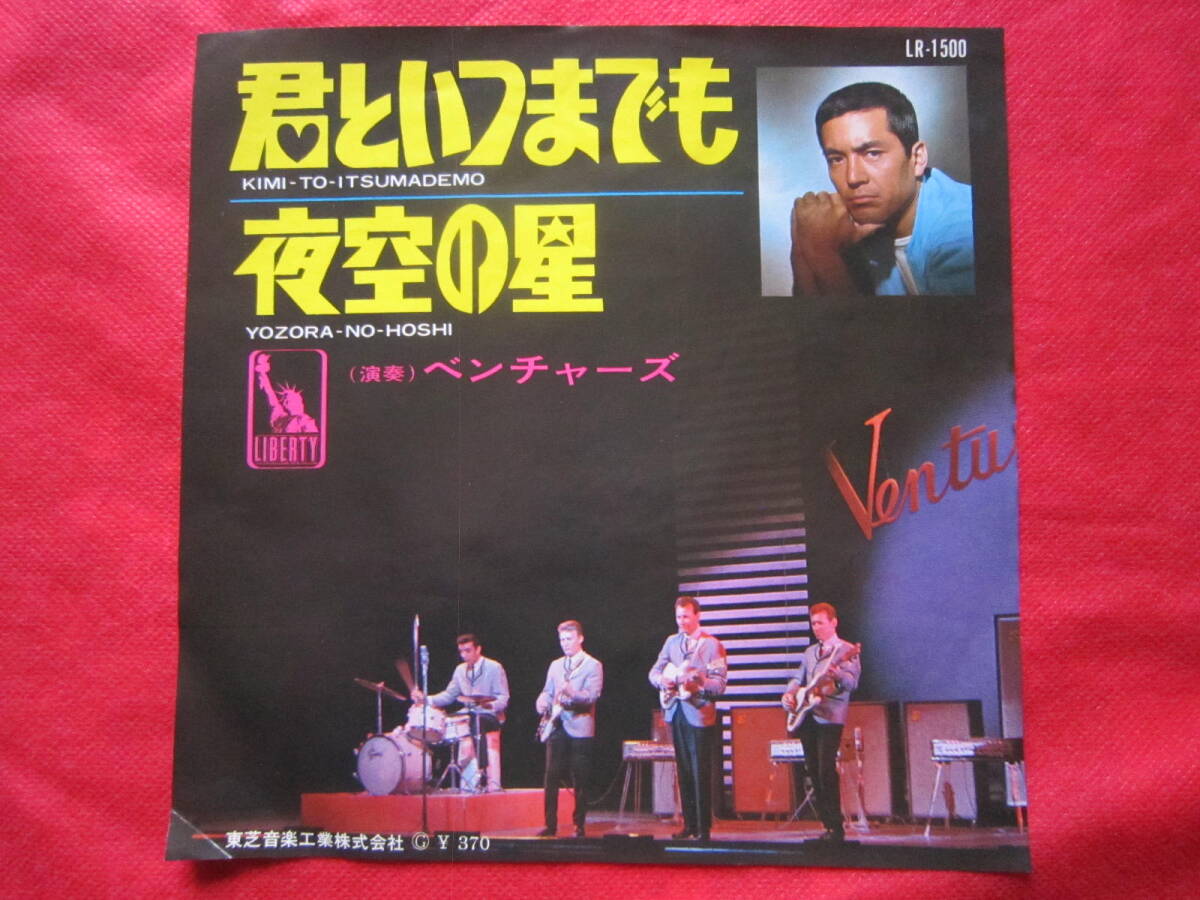 LR-1500
君といつまでも
KIMI-TO-ITSUMADEMO
夜空の星
YOZORA-NO-HOSHI
(演奏) ベンチャーズ
LIBERTY
Ventu
東芝音楽工業株式会社 Ⓖ ¥ 370